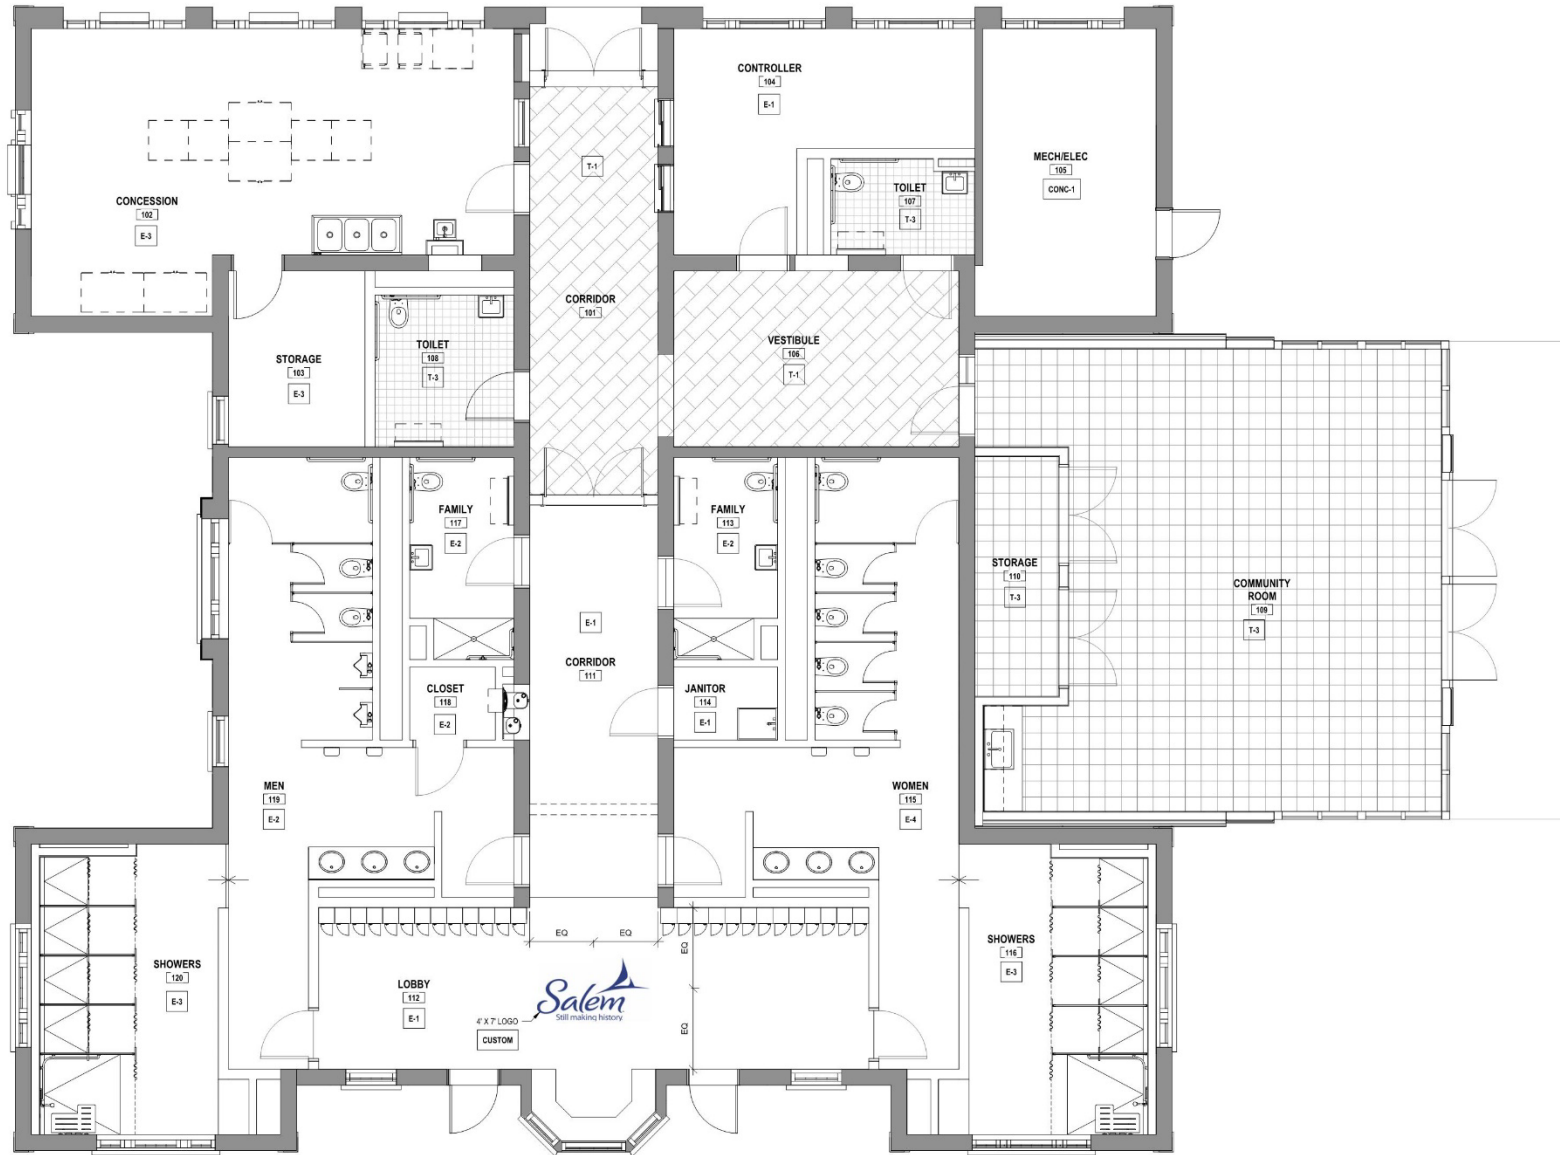 CONTROLLER
104
E-1
MECH/ELEC
105
CONC-1
T-1
TOILET
107
T-3
CONCESSION
102
E-3
CORRIDOR
101
VESTIBULE
106
T-1
TOILET
108
T-3
STORAGE
103
E-3
FAMILY
117
E-2
FAMILY
113
E-2
STORAGE
110
T-3
COMMUNITY
ROOM
109
T-3
E-1
CORRIDOR
111
CLOSET
118
E-2
JANITOR
114
E-1
MEN
119
E-2
WOMEN
115
E-4
EQ
EQ
EQ
SHOWERS
120
E-3
SHOWERS
116
E-3
LOBBY
112
E-1
Salem
Still making history.
4' X 7' LOGO
CUSTOM
EQ